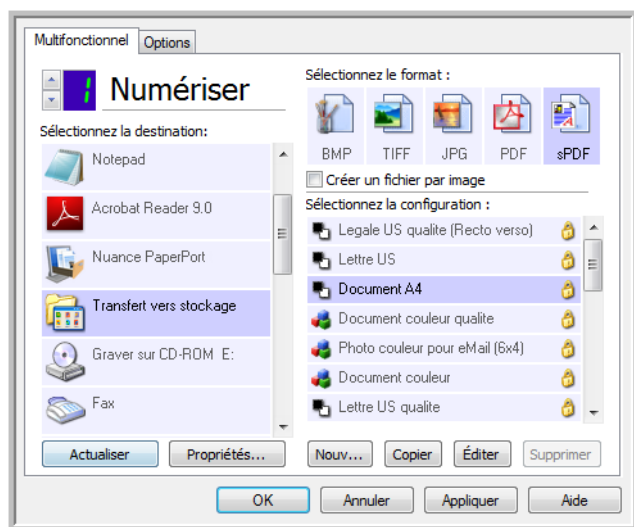 Multifonctionnel
Options
1
Numériser
Sélectionnez la destination:
Notepad
Acrobat Reader 9.0
Nuance PaperPort
Transfert vers stockage
Graver sur CD-ROM E:
Fax
Actualiser
Propriétés...
Sélectionnez le format :
BMP TIFF JPG PDF sPDF
Créer un fichier par image
Sélectionnez la configuration :
Legale US qualite (Recto verso)
Lettre US
Document A4
Document couleur qualite
Photo couleur pour eMail (6x4)
Document couleur
Lettre US qualite
Nouv...
Copier
Éditer
Supprimer
OK
Annuler
Appliquer
Aide